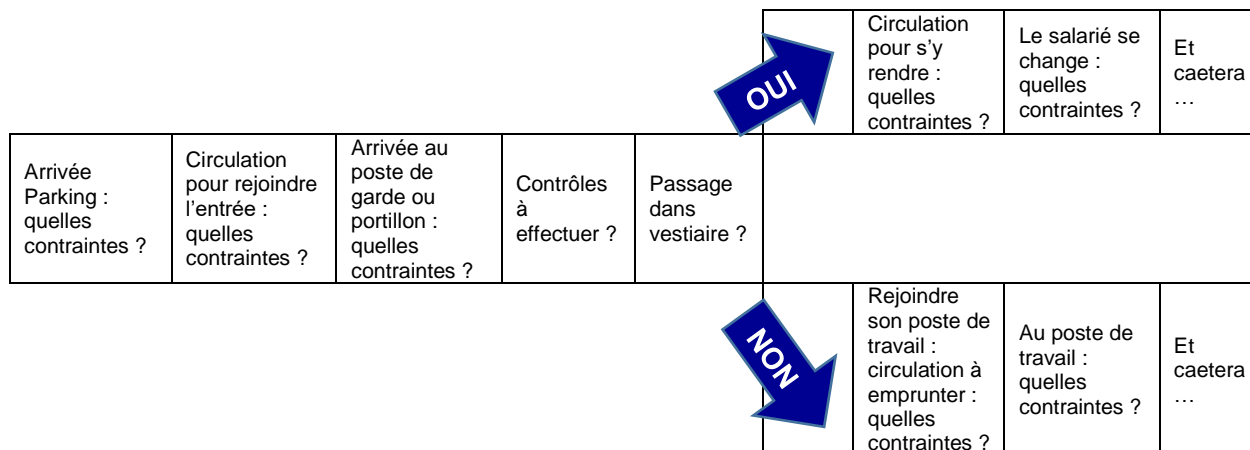 Circulation
pour s'y
rendre :
quelles
contraintes ?
Le salarié se
change :
quelles
contraintes ?
Et
caetera
…
OUI
Arrivée
Parking :
quelles
contraintes ?
Circulation
pour rejoindre
l'entrée :
quelles
contraintes ?
Arrivée au
poste de
garde ou
portillon :
quelles
contraintes ?
Contrôles
à
effectuer ?
Passage
dans
vestiaire ?
NON
Rejoindre
son poste de
travail :
circulation à
emprunter :
quelles
contraintes ?
Au poste de
travail :
quelles
contraintes ?
Et
caetera
…